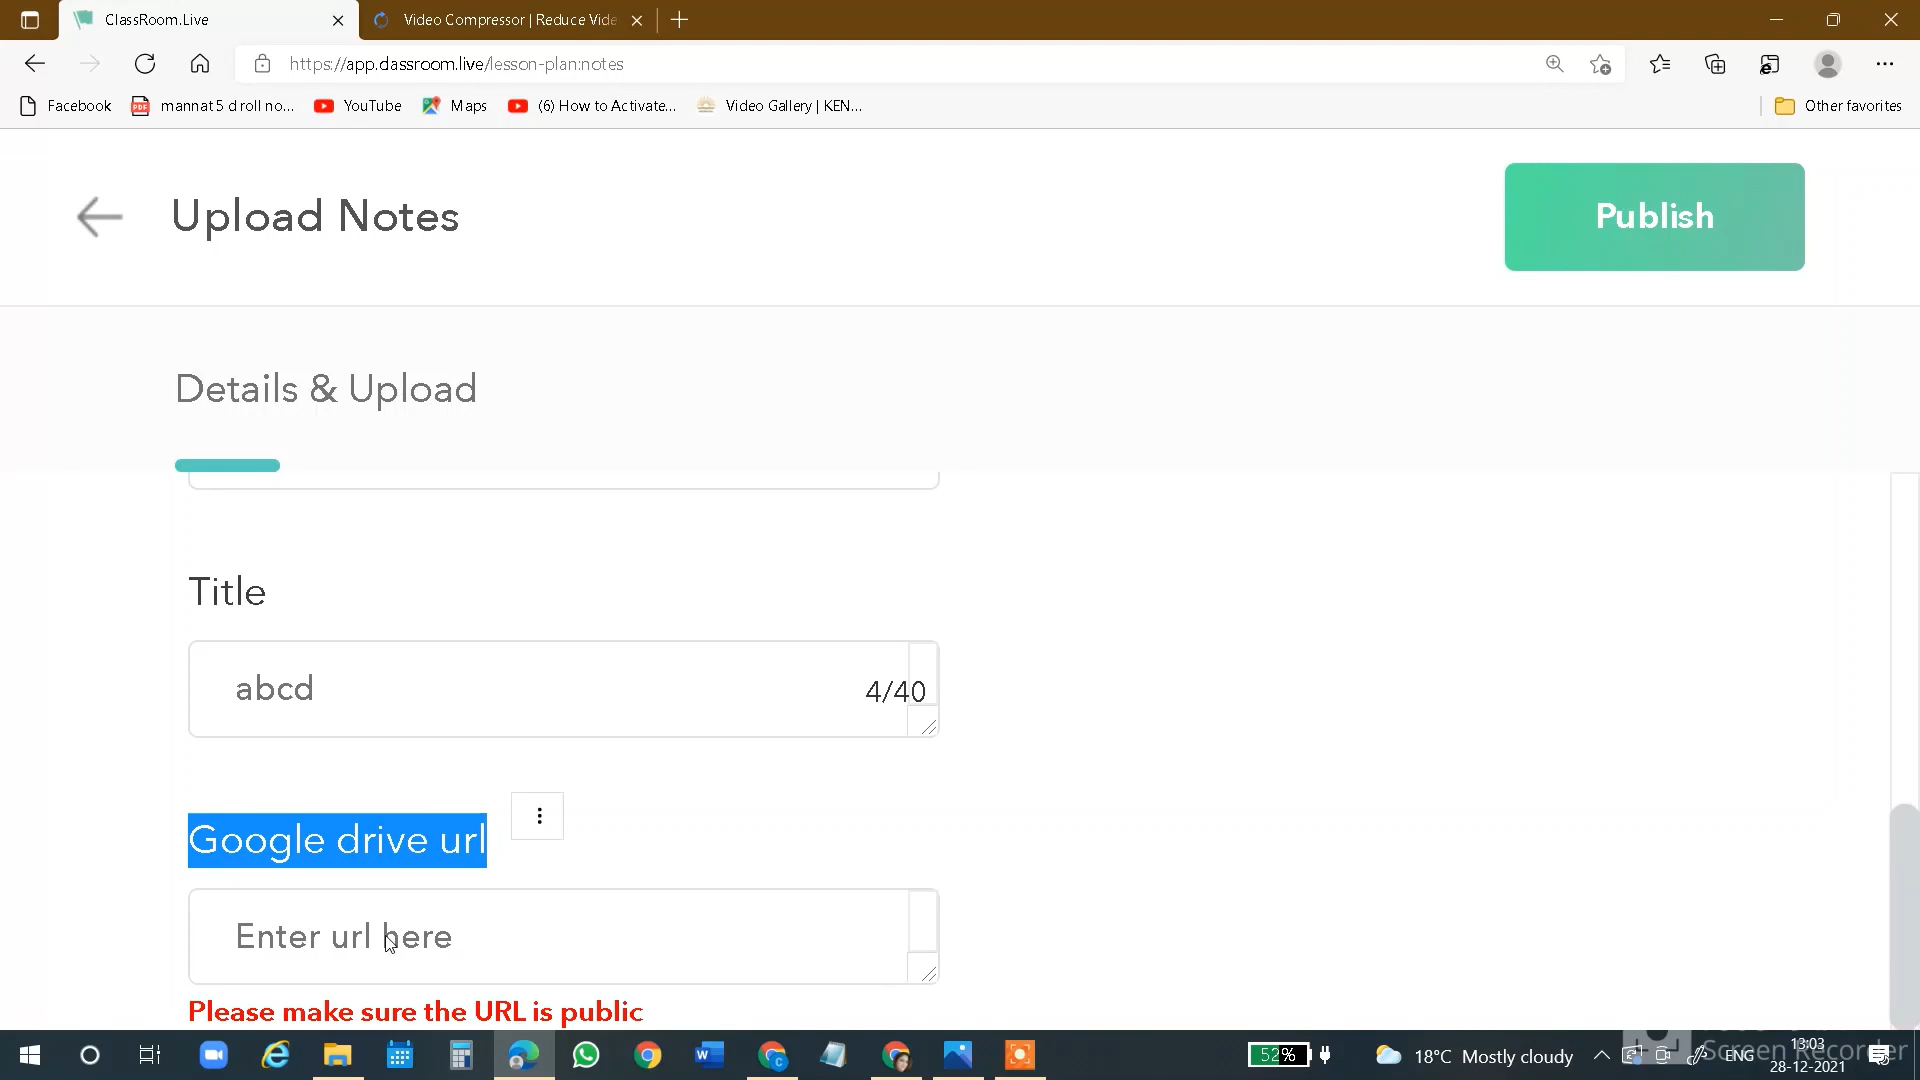 ClassRoom.Live
Video Compressor | Reduce Vide
https://app.classroom.live/lesson-plan:notes
Facebook
PDF
mannat 5 d roll no...
YouTube
Maps
(6) How to Activate...
Video Gallery | KEN...
Other favorites
Upload Notes
Publish
Details & Upload
Title
abcd
4/40
Google drive url
Enter url here
Please make sure the URL is public
52%
18°C Mostly cloudy
ENG
13:03
28-12-2021
Screen Recorder